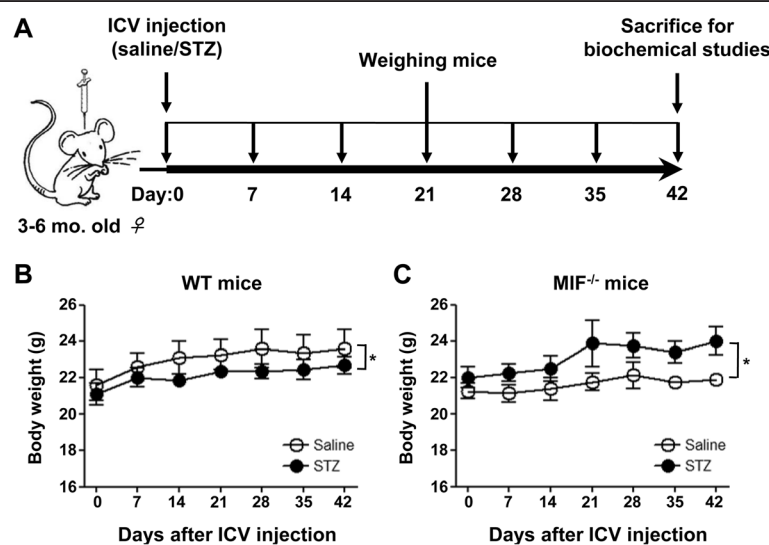 A
ICV injection
(saline/STZ)
Weighing mice
Sacrifice for
biochemical studies
Day:0 7 14 21 28 35 42
3-6 mo. old ♀
B
WT mice
Body weight (g)
26
24
22
20
18
16
*
Saline
STZ
0 7 14 21 28 35 42
Days after ICV injection
C
MIF-/- mice
Body weight (g)
26
24
22
20
18
16
*
Saline
STZ
0 7 14 21 28 35 42
Days after ICV injection